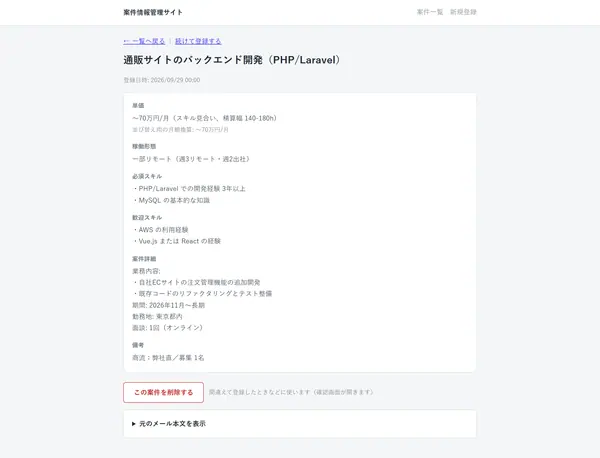 案件情報管理サイト
案件一覧 新規登録
← 一覧へ戻る | 続けて登録する
通販サイトのバックエンド開発（PHP/Laravel）
登録日時: 2026/09/29 00:00
単価
〜70万円/月（スキル見合い、精算幅 140-180h）
並び替え用の月額換算: 〜70万円/月
稼働形態
一部リモート（週3リモート・週2出社）
必須スキル
・PHP/Laravel での開発経験 3年以上
・MySQL の基本的な知識
歓迎スキル
・AWS の利用経験
・Vue.js または React の経験
案件詳細
業務内容:
・自社ECサイトの注文管理機能の追加開発
・既存コードのリファクタリングとテスト整備
期間: 2026年11月〜長期
勤務地: 東京都内
面談: 1回（オンライン）
備考
商流：弊社直／募集 1名
この案件を削除する 間違えて登録したときなどに使います（確認画面が開きます）
▶ 元のメール本文を表示